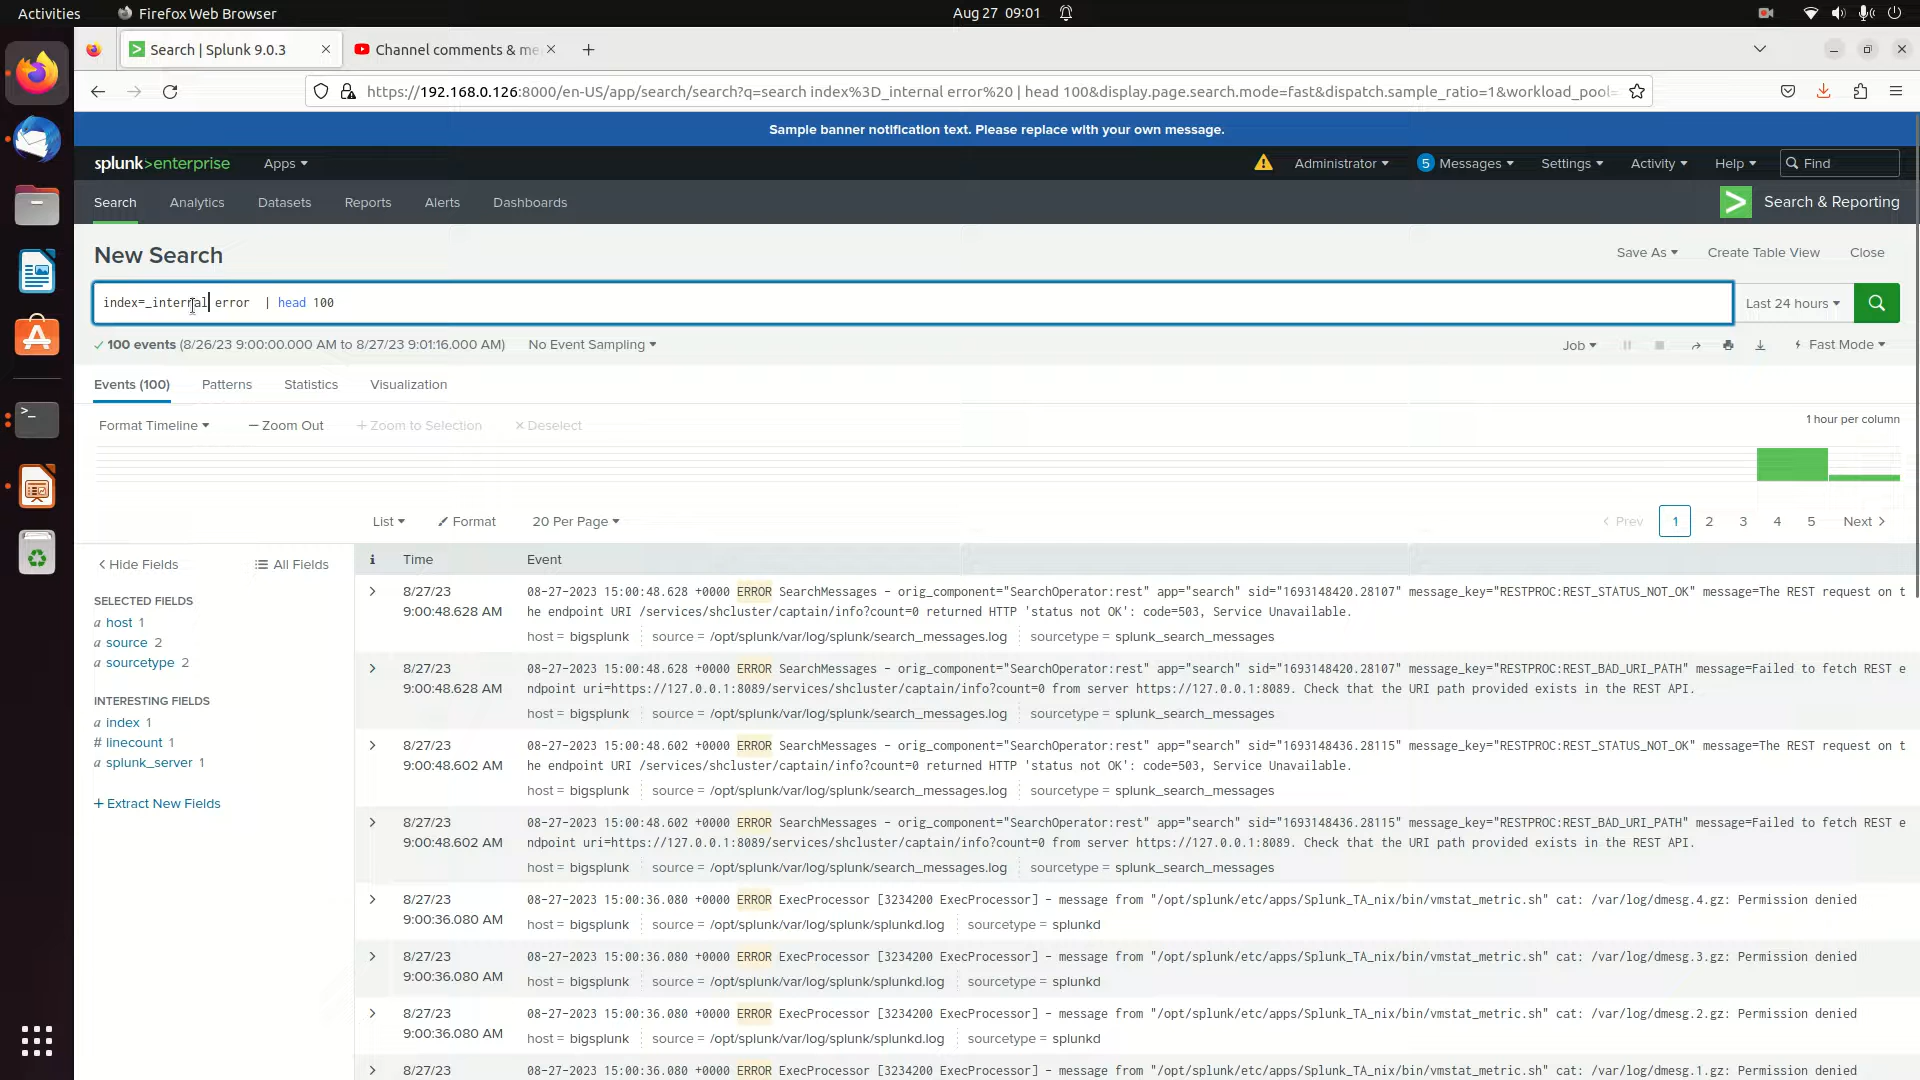 Activities
Firefox Web Browser
Aug 27 09:01
Search | Splunk 9.0.3
Channel comments & me
https://192.168.0.126:8000/en-US/app/search/search?q=search index%3D_internal error%20 | head 100&display.page.search.mode=fast&dispatch.sample_ratio=1&workload_pool=
Sample banner notification text. Please replace with your own message.
splunk>enterprise
Apps
Administrator
5 Messages
Settings
Activity
Help
Find
Search
Analytics
Datasets
Reports
Alerts
Dashboards
Search & Reporting
New Search
Save As
Create Table View
Close
index=_internal error  | head 100
Last 24 hours
100 events (8/26/23 9:00:00.000 AM to 8/27/23 9:01:16.000 AM)
No Event Sampling
Job
Fast Mode
Events (100)
Patterns
Statistics
Visualization
Format Timeline
— Zoom Out
+ Zoom to Selection
× Deselect
1 hour per column
List
Format
20 Per Page
< Prev
1
2
3
4
5
Next >
< Hide Fields
All Fields
i
Time
Event
SELECTED FIELDS
a host 1
a source 2
a sourcetype 2
INTERESTING FIELDS
a index 1
# linecount 1
a splunk_server 1
+ Extract New Fields
8/27/23
9:00:48.628 AM
08-27-2023 15:00:48.628 +0000 ERROR SearchMessages - orig_component="SearchOperator:rest" app="search" sid="1693148420.28107" message_key="RESTPROC:REST_STATUS_NOT_OK" message=The REST request on t
he endpoint URI /services/shcluster/captain/info?count=0 returned HTTP 'status not OK': code=503, Service Unavailable.
host = bigsplunk source = /opt/splunk/var/log/splunk/search_messages.log sourcetype = splunk_search_messages
8/27/23
9:00:48.628 AM
08-27-2023 15:00:48.628 +0000 ERROR SearchMessages - orig_component="SearchOperator:rest" app="search" sid="1693148420.28107" message_key="RESTPROC:REST_BAD_URI_PATH" message=Failed to fetch REST e
ndpoint uri=https://127.0.0.1:8089/services/shcluster/captain/info?count=0 from server https://127.0.0.1:8089. Check that the URI path provided exists in the REST API.
host = bigsplunk source = /opt/splunk/var/log/splunk/search_messages.log sourcetype = splunk_search_messages
8/27/23
9:00:48.602 AM
08-27-2023 15:00:48.602 +0000 ERROR SearchMessages - orig_component="SearchOperator:rest" app="search" sid="1693148436.28115" message_key="RESTPROC:REST_STATUS_NOT_OK" message=The REST request on t
he endpoint URI /services/shcluster/captain/info?count=0 returned HTTP 'status not OK': code=503, Service Unavailable.
host = bigsplunk source = /opt/splunk/var/log/splunk/search_messages.log sourcetype = splunk_search_messages
8/27/23
9:00:48.602 AM
08-27-2023 15:00:48.602 +0000 ERROR SearchMessages - orig_component="SearchOperator:rest" app="search" sid="1693148436.28115" message_key="RESTPROC:REST_BAD_URI_PATH" message=Failed to fetch REST e
ndpoint uri=https://127.0.0.1:8089/services/shcluster/captain/info?count=0 from server https://127.0.0.1:8089. Check that the URI path provided exists in the REST API.
host = bigsplunk source = /opt/splunk/var/log/splunk/search_messages.log sourcetype = splunk_search_messages
8/27/23
9:00:36.080 AM
08-27-2023 15:00:36.080 +0000 ERROR ExecProcessor [3234200 ExecProcessor] - message from "/opt/splunk/etc/apps/Splunk_TA_nix/bin/vmstat_metric.sh" cat: /var/log/dmesg.4.gz: Permission denied
host = bigsplunk source = /opt/splunk/var/log/splunk/splunkd.log sourcetype = splunkd
8/27/23
9:00:36.080 AM
08-27-2023 15:00:36.080 +0000 ERROR ExecProcessor [3234200 ExecProcessor] - message from "/opt/splunk/etc/apps/Splunk_TA_nix/bin/vmstat_metric.sh" cat: /var/log/dmesg.3.gz: Permission denied
host = bigsplunk source = /opt/splunk/var/log/splunk/splunkd.log sourcetype = splunkd
8/27/23
9:00:36.080 AM
08-27-2023 15:00:36.080 +0000 ERROR ExecProcessor [3234200 ExecProcessor] - message from "/opt/splunk/etc/apps/Splunk_TA_nix/bin/vmstat_metric.sh" cat: /var/log/dmesg.2.gz: Permission denied
host = bigsplunk source = /opt/splunk/var/log/splunk/splunkd.log sourcetype = splunkd
8/27/23
08-27-2023 15:00:36.080 +0000 ERROR ExecProcessor [3234200 ExecProcessor] - message from "/opt/splunk/etc/apps/Splunk_TA_nix/bin/vmstat_metric.sh" cat: /var/log/dmesg.1.gz: Permission denied